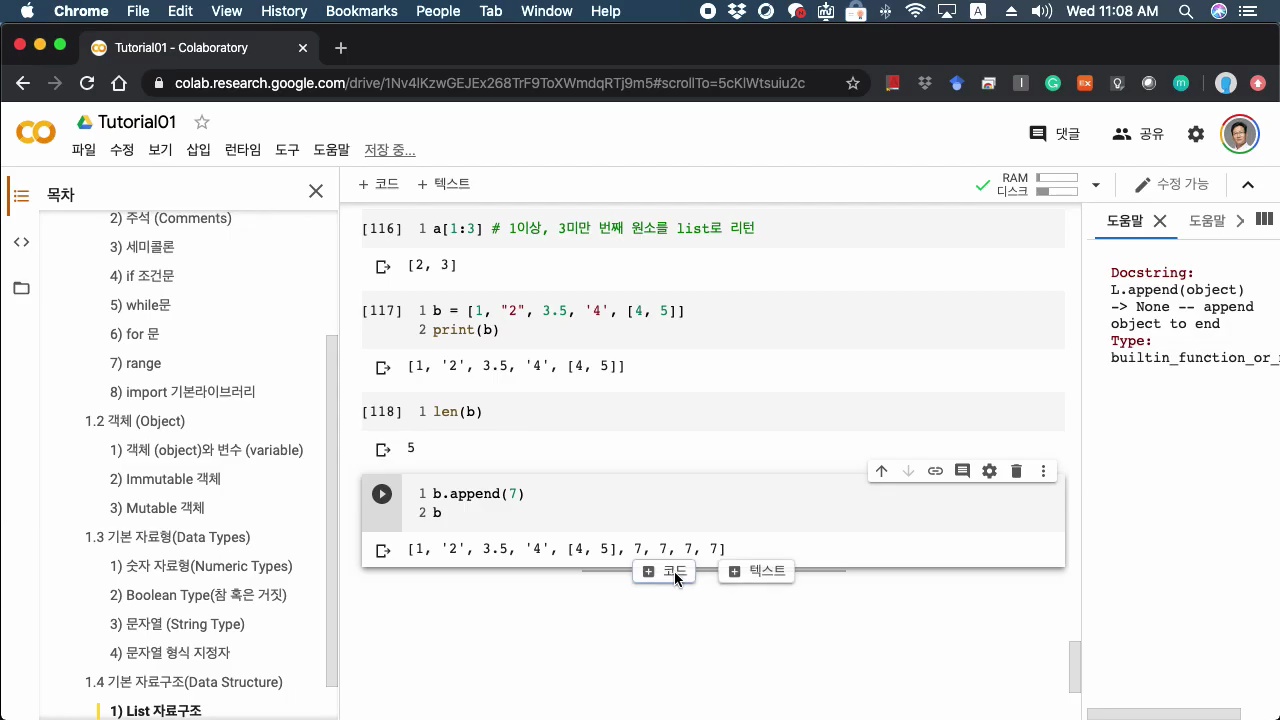 Chrome File Edit View History Bookmarks People Tab Window Help A Wed 11:08 AM
Tutorial01 - Colaboratory
colab.research.google.com/drive/1Nv4lKzwGEJEx268TrF9ToXWmdqRTj9m5#scrollTo=5cKlWtsuiu2c
Tutorial01
댓글 공유
파일 수정 보기 삽입 런타임 도구 도움말 저장 중...
목차
+ 코드 + 텍스트
RAM
디스크
수정 가능
2) 주석 (Comments)
3) 세미콜론
4) if 조건문
5) while문
6) for 문
7) range
8) import 기본라이브러리
1.2 객체 (Object)
1) 객체 (object)와 변수 (variable)
2) Immutable 객체
3) Mutable 객체
1.3 기본 자료형(Data Types)
1) 숫자 자료형(Numeric Types)
2) Boolean Type(참 혹은 거짓)
3) 문자열 (String Type)
4) 문자열 형식 지정자
1.4 기본 자료구조(Data Structure)
1) List 자료구조
[116] 1 a[1:3] # 1이상, 3미만 번째 원소를 list로 리턴
[2, 3]
[117] 1 b = [1, "2", 3.5, '4', [4, 5]]
2 print(b)
[1, '2', 3.5, '4', [4, 5]]
[118] 1 len(b)
5
1 b.append(7)
2 b
[1, '2', 3.5, '4', [4, 5], 7, 7, 7, 7]
코드 텍스트
도움말 도움말
Docstring:
L.append(object)
-> None -- append
object to end
Type:
builtin_function_or_